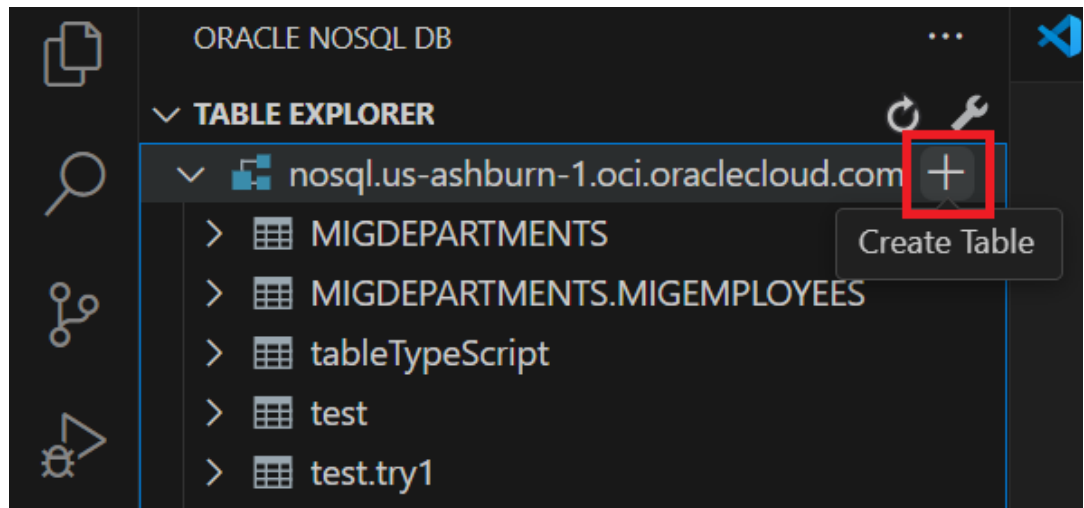 ORACLE NOSQL DB
TABLE EXPLORER
nosql.us-ashburn-1.oci.oraclecloud.com
MIGDEPARTMENTS
Create Table
MIGDEPARTMENTS.MIGEMPLOYEES
tableTypeScript
test
test.try1